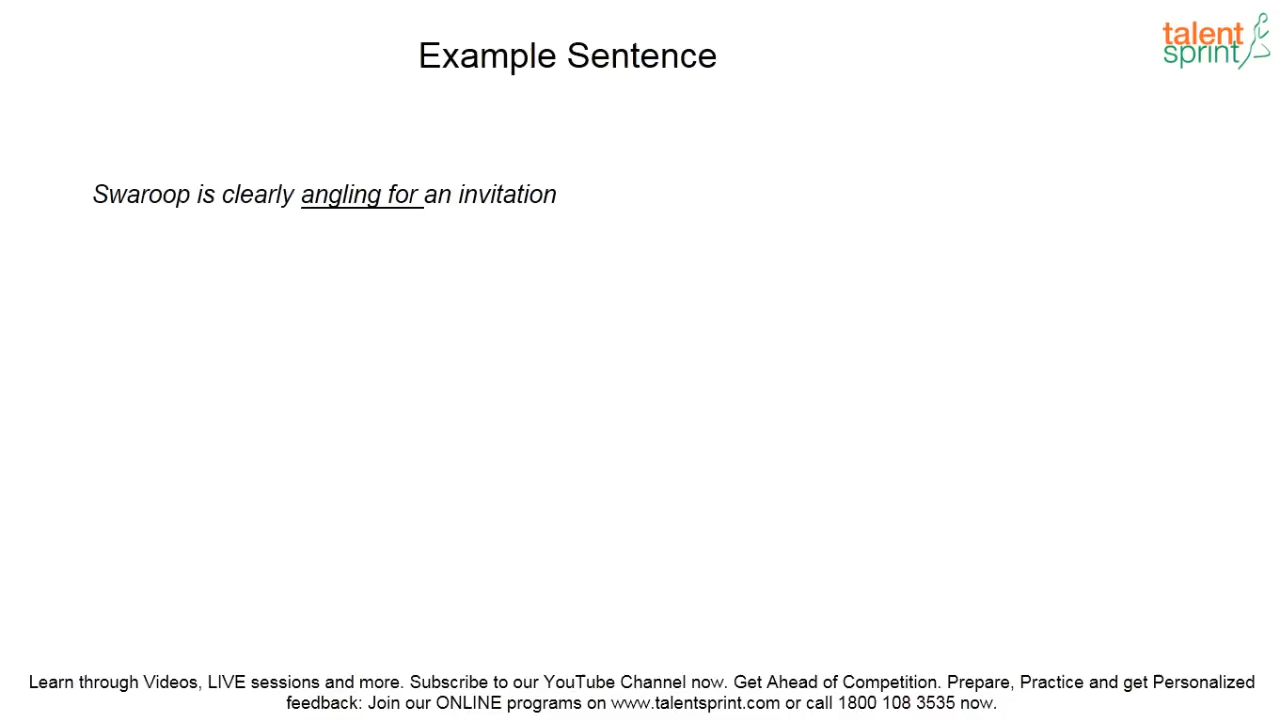 Example Sentence
talent
sprint
Swaroop is clearly angling for an invitation
Learn through Videos, LIVE sessions and more. Subscribe to our YouTube Channel now. Get Ahead of Competition. Prepare, Practice and get Personalized
feedback: Join our ONLINE programs on www.talentsprint.com or call 1800 108 3535 now.